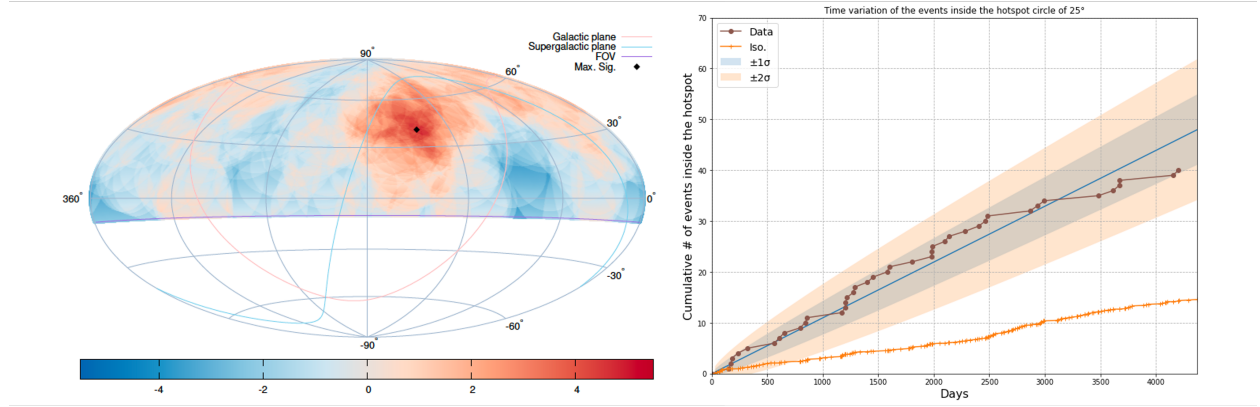 Galactic plane
Supergalactic plane
FOV
Max. Sig.
90°
60°
30°
360°
0°
-30°
-60°
-90°
-4
-2
0
2
4
Time variation of the events inside the hotspot circle of 25°
Data
Iso.
±1σ
±2σ
Cumulative # of events inside the hotspot
70
60
50
40
30
20
10
0
0
500
1000
1500
2000
2500
3000
3500
4000
Days